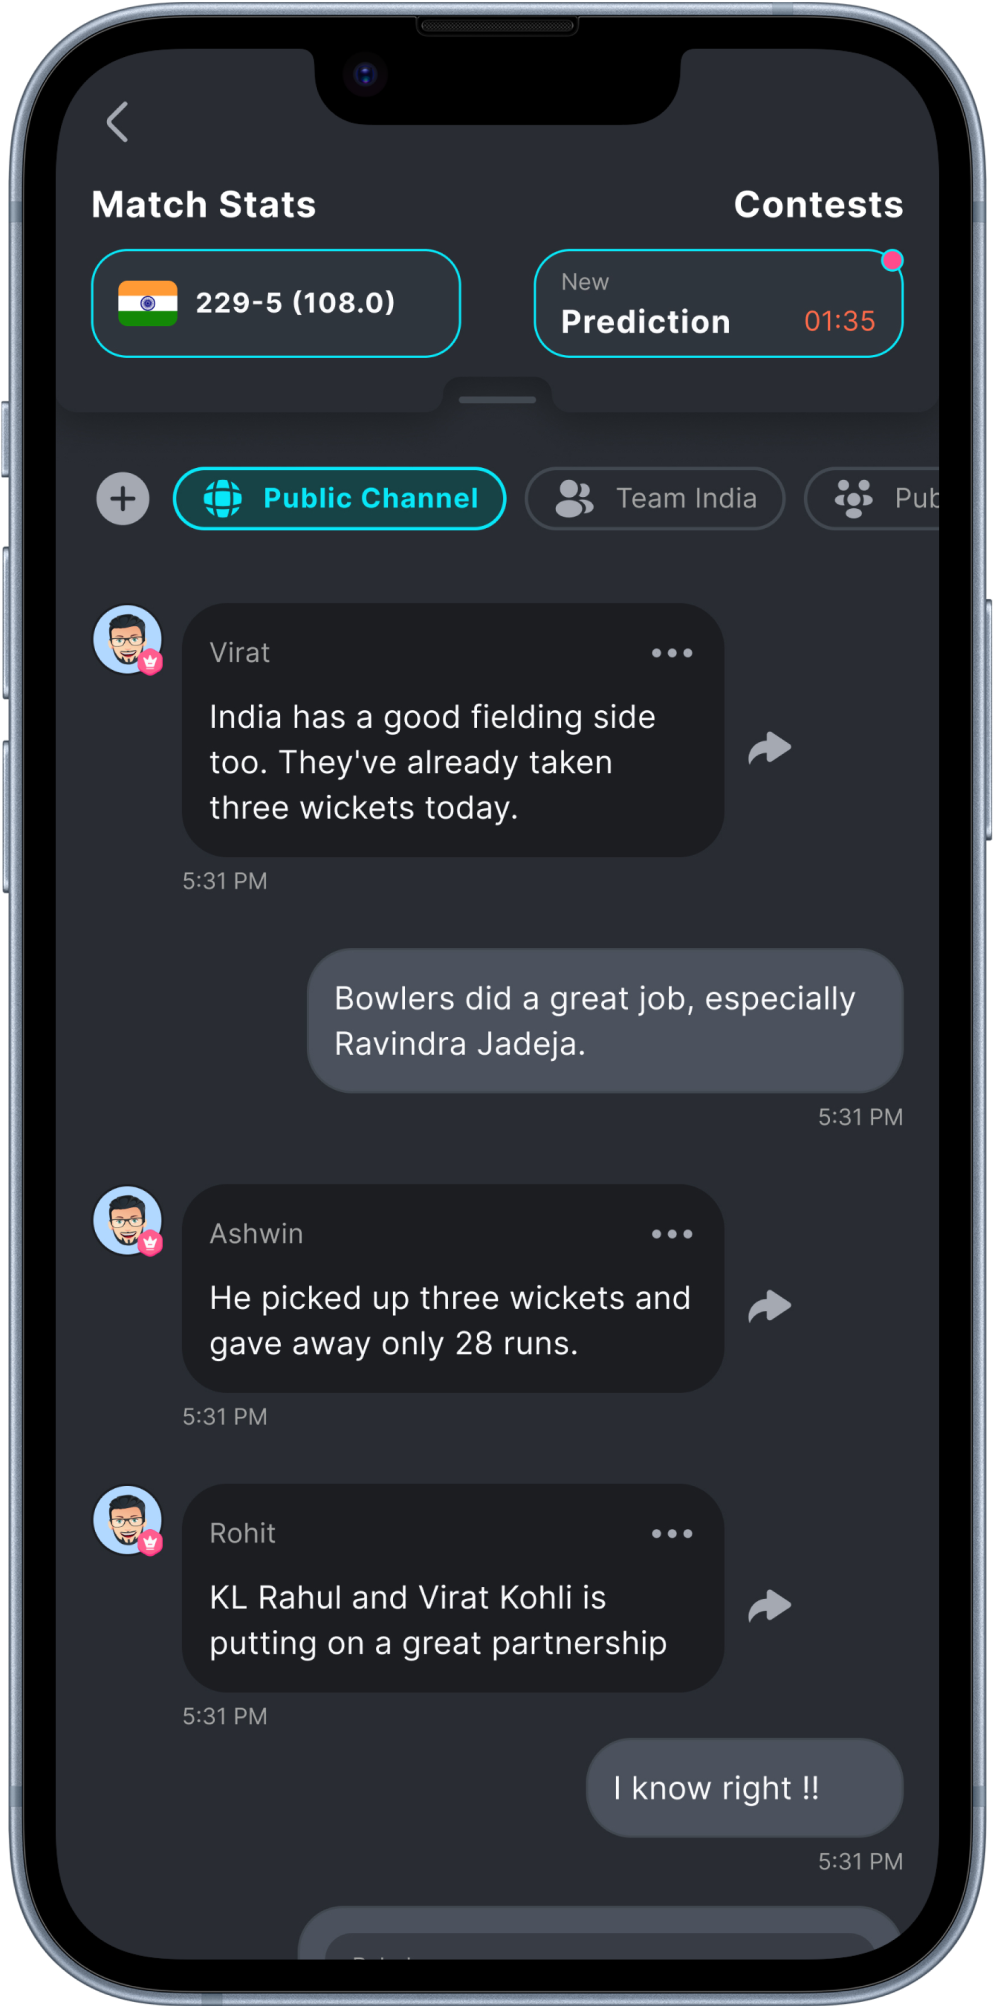 Match Stats
Contests
229-5 (108.0)
New
Prediction
01:35
Public Channel
Team India
Pub
Virat
India has a good fielding side
too. They've already taken
three wickets today.
5:31 PM
Bowlers did a great job, especially
Ravindra Jadeja.
5:31 PM
Ashwin
He picked up three wickets and
gave away only 28 runs.
5:31 PM
Rohit
KL Rahul and Virat Kohli is
putting on a great partnership
5:31 PM
I know right !!
5:31 PM